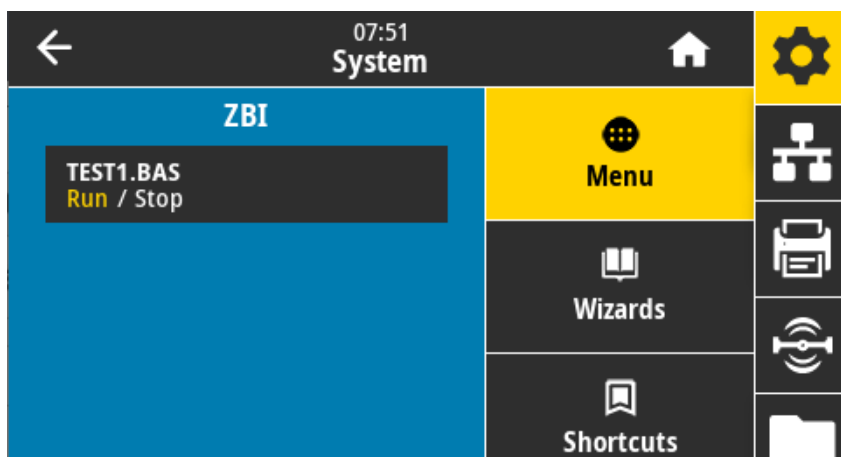 07:51
System
ZBI
TEST1.BAS
Run / Stop
Menu
Wizards
Shortcuts